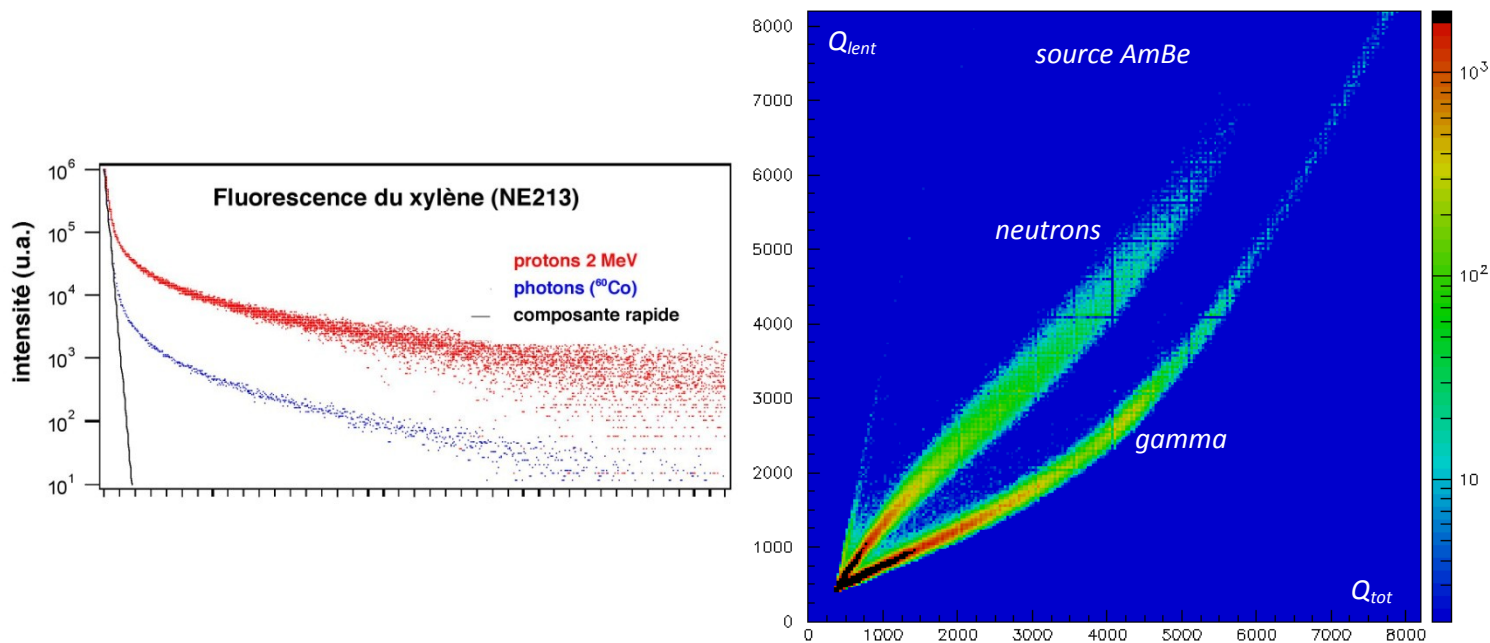 Fluorescence du xylène (NE213)
protons 2 MeV
photons (⁶⁰Co)
composante rapide
intensité (u.a.)
10⁶
10⁵
10⁴
10³
10²
10¹
Q_lent
source AmBe
neutrons
gamma
Q_tot
8000
7000
6000
5000
4000
3000
2000
1000
0
0 1000 2000 3000 4000 5000 6000 7000 8000
10³
10²
10